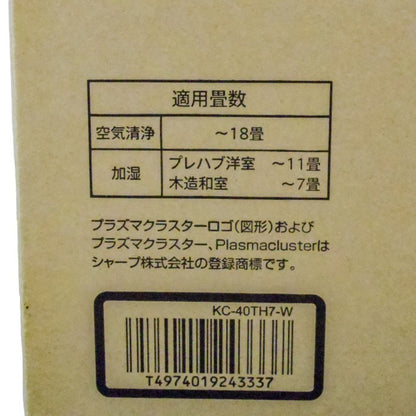 適用畳数
空気清浄 ～18畳
加湿 プレハブ洋室 ～11畳
木造和室 ～7畳
プラズマクラスターロゴ(図形)および
プラズマクラスター、Plasmaclusterは
シャープ株式会社の登録商標です。
KC-40TH7-W
T4974019243337